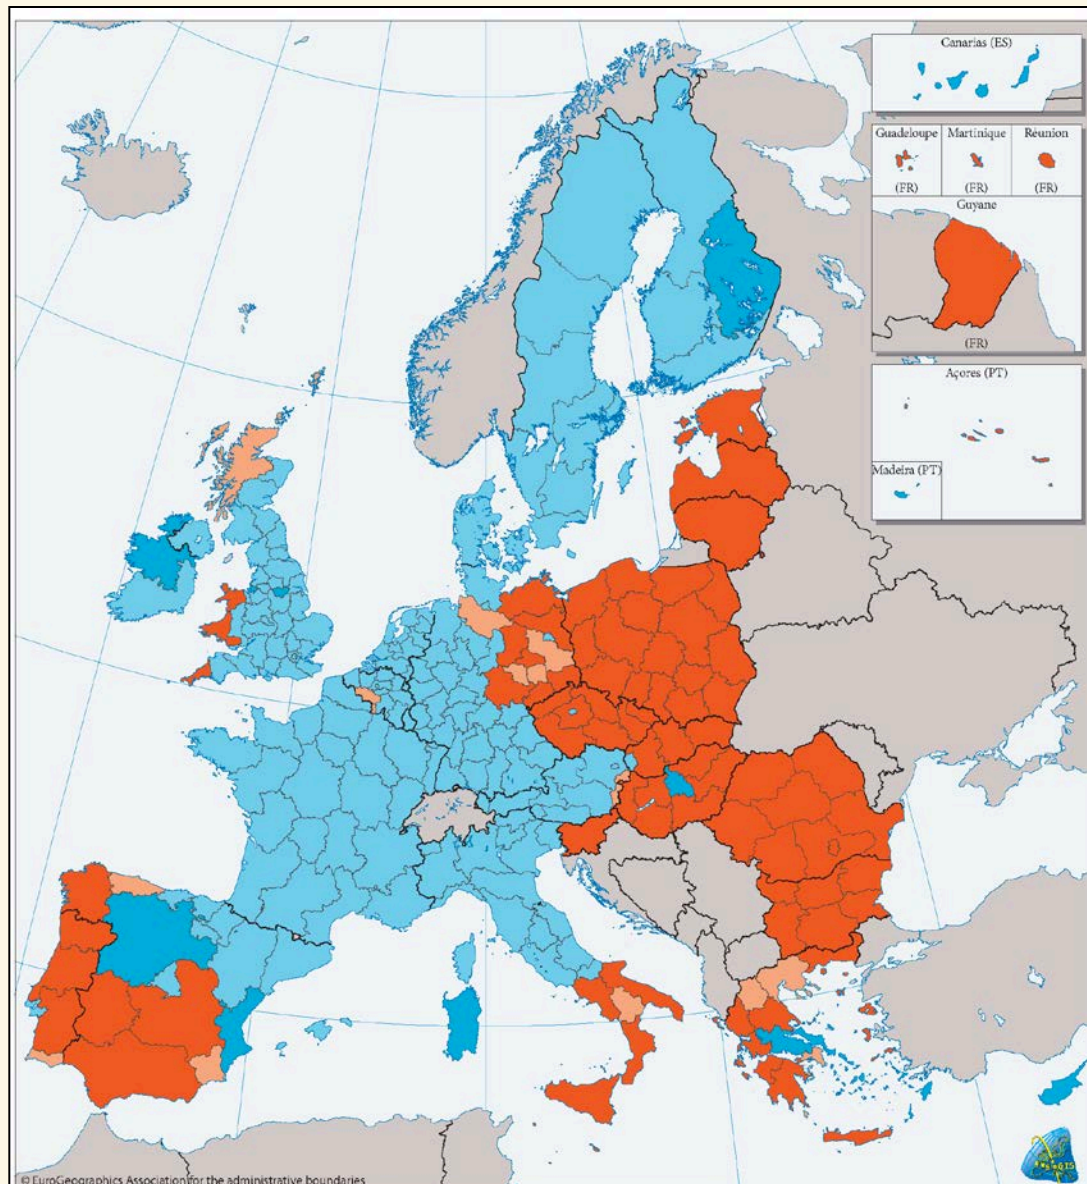 Canarias (ES)
Guadeloupe
Martinique
Réunion
(FR)
(FR)
(FR)
Guyane
(FR)
Açores (PT)
Madeira (PT)
© EuroGeographics Association for the administrative boundaries